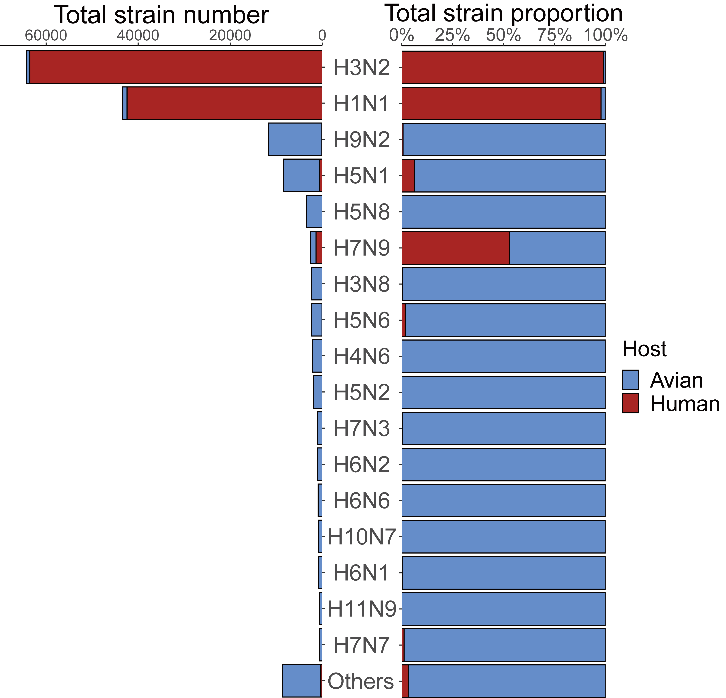 Total strain number Total strain proportion
60000 40000 20000 0 0% 25% 50% 75% 100%
H3N2
H1N1
H9N2
H5N1
H5N8
H7N9
H3N8
H5N6
H4N6
H5N2
H7N3
H6N2
H6N6
H10N7
H6N1
H11N9
H7N7
Others
Host
Avian
Human